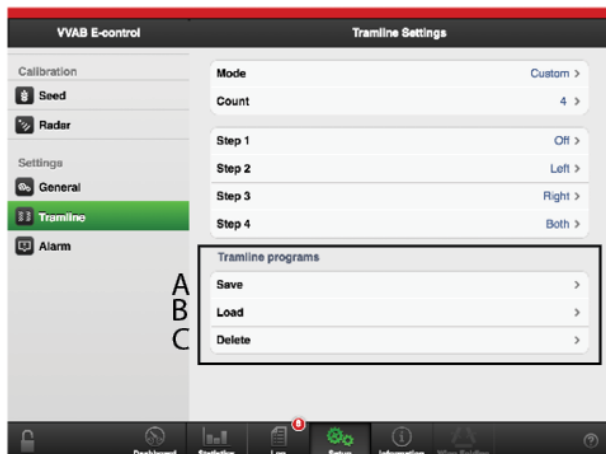 VVAB E-control
Tramline Settings
Calibration
Seed
Radar
Settings
General
Tramline
Alarm
Mode Custom >
Count 4 >
Step 1 Off >
Step 2 Left >
Step 3 Right >
Step 4 Both >
Tramline programs
A Save >
B Load >
C Delete >
8
Dashboard Statistics Log Setup Information
?